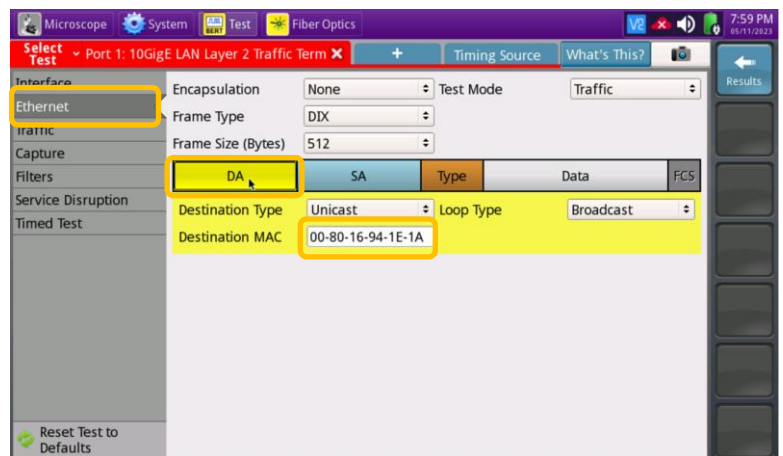 Microscope System Test Fiber Optics V2 7:59 PM
BERT 05/11/2023
Select Test Port 1: 10GigE LAN Layer 2 Traffic Term + Timing Source What's This?
Results
Interface
Ethernet
Traffic
Capture
Filters
Service Disruption
Timed Test
Encapsulation None Test Mode Traffic
Frame Type DIX
Frame Size (Bytes) 512
DA SA Type Data FCS
Destination Type Unicast Loop Type Broadcast
Destination MAC 00-80-16-94-1E-1A
Reset Test to
Defaults